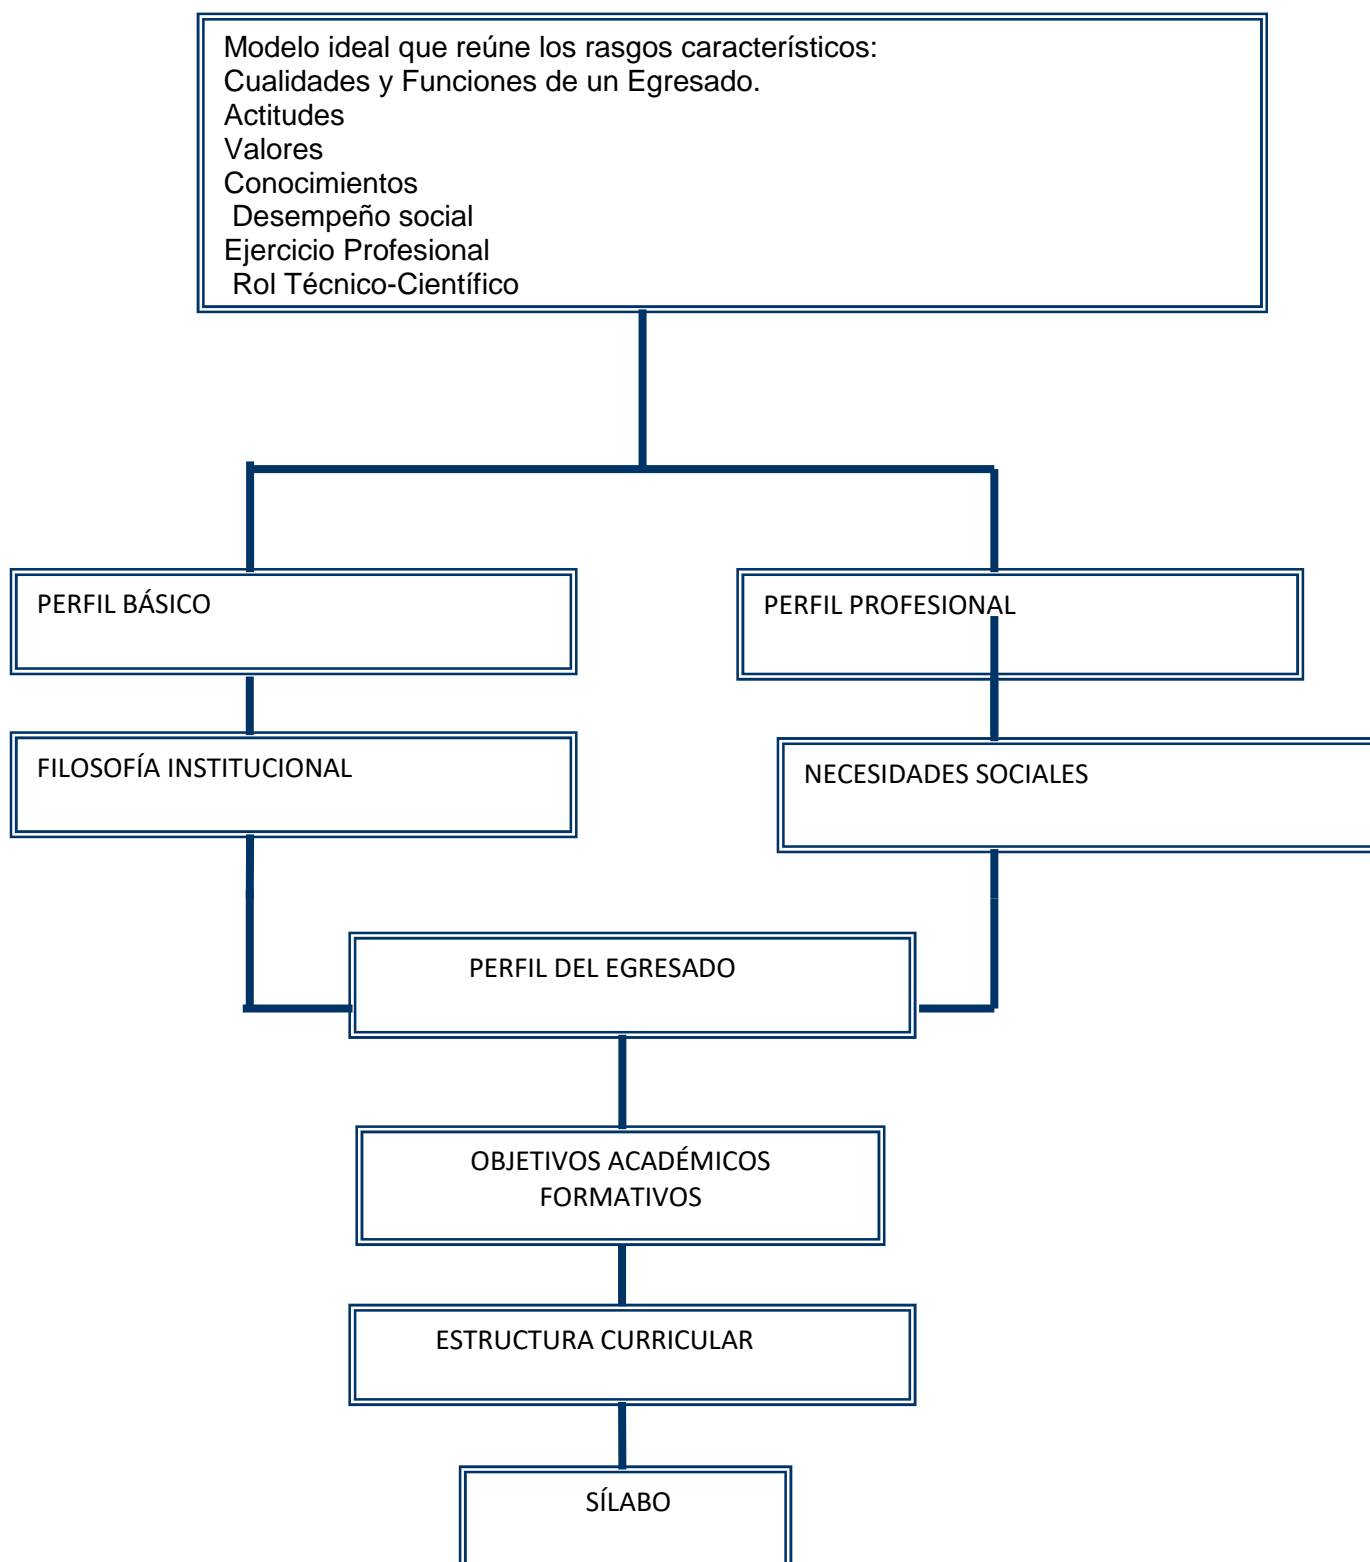 Modelo ideal que reúne los rasgos característicos:
Cualidades y Funciones de un Egresado.
Actitudes
Valores
Conocimientos
Desempeño social
Ejercicio Profesional
Rol Técnico-Científico
PERFIL BÁSICO
PERFIL PROFESIONAL
FILOSOFÍA INSTITUCIONAL
NECESIDADES SOCIALES
PERFIL DEL EGRESADO
OBJETIVOS ACADÉMICOS
FORMATIVOS
ESTRUCTURA CURRICULAR
SÍLABO